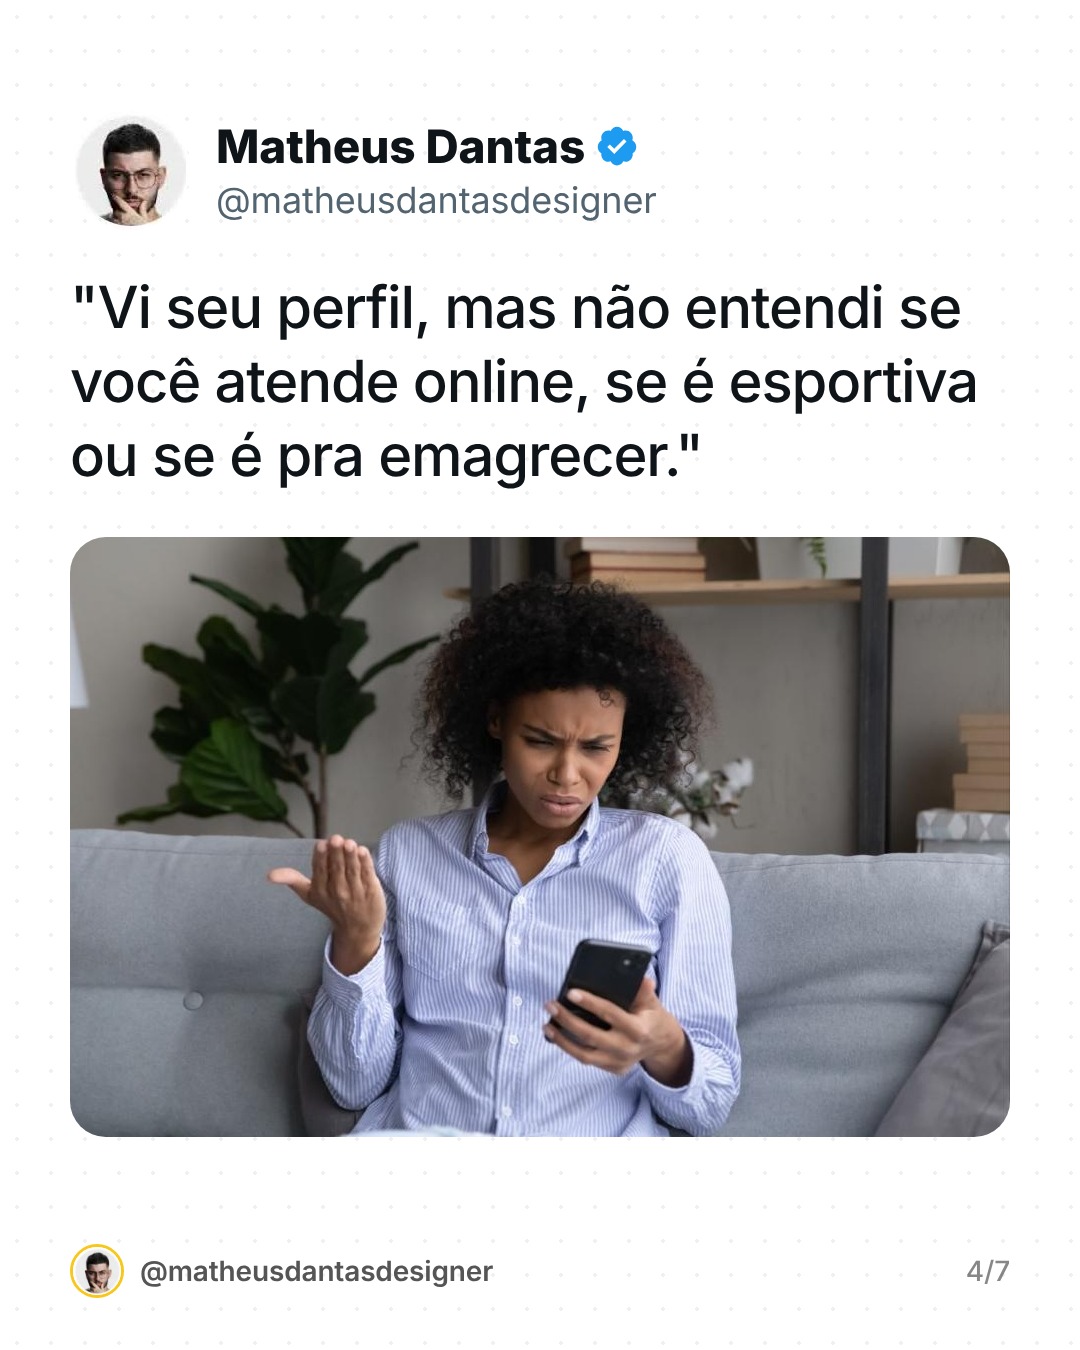 Matheus Dantas
@matheusdantasdesigner
"Vi seu perfil, mas não entendi se
você atende online, se é esportiva
ou se é pra emagrecer."
@matheusdantasdesigner
4/7